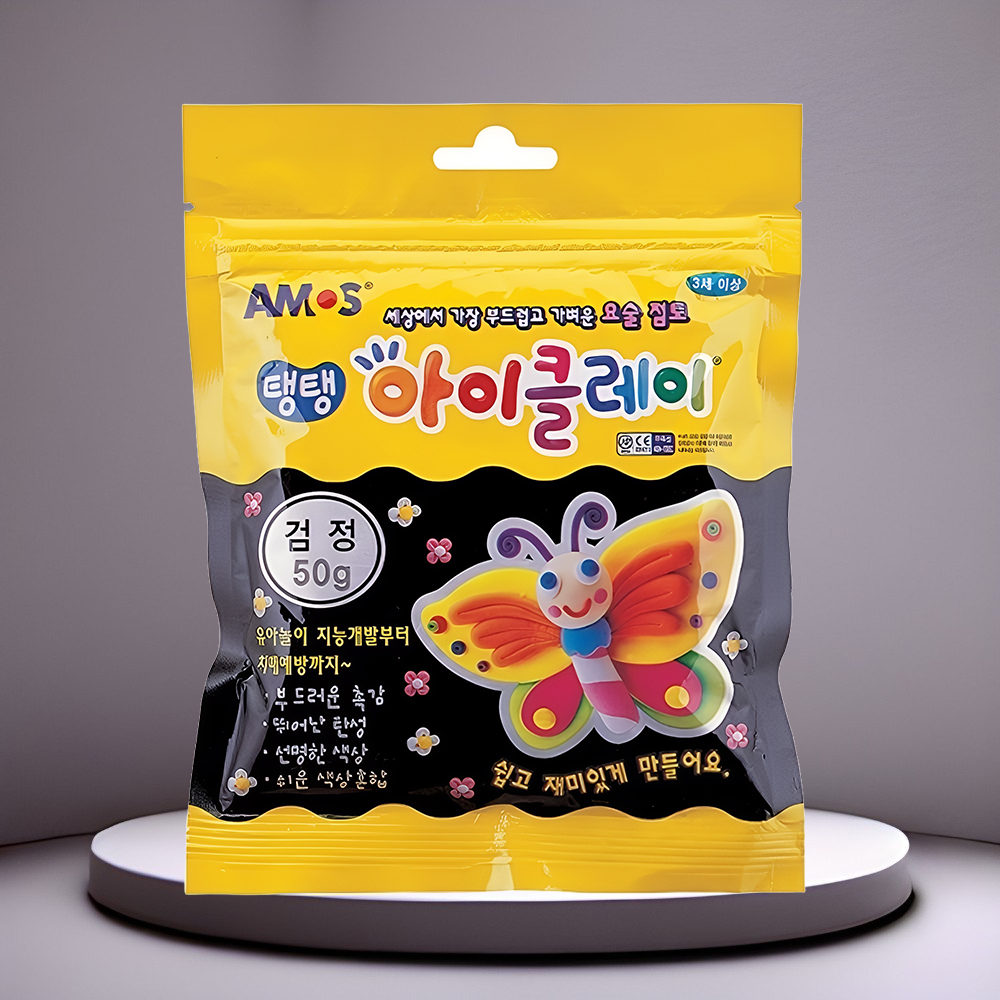 AMOS®
3세 이상
세상에서 가장 부드럽고 가벼운 요술 점토
탱탱 아이클레이®
CE
검정
50g
유아놀이 지능개발부터
치매예방까지~
· 부드러운 촉감
· 뛰어난 탄성
· 선명한 색상
· 쉬운 색상혼합
쉽고 재미있게 만들어요.